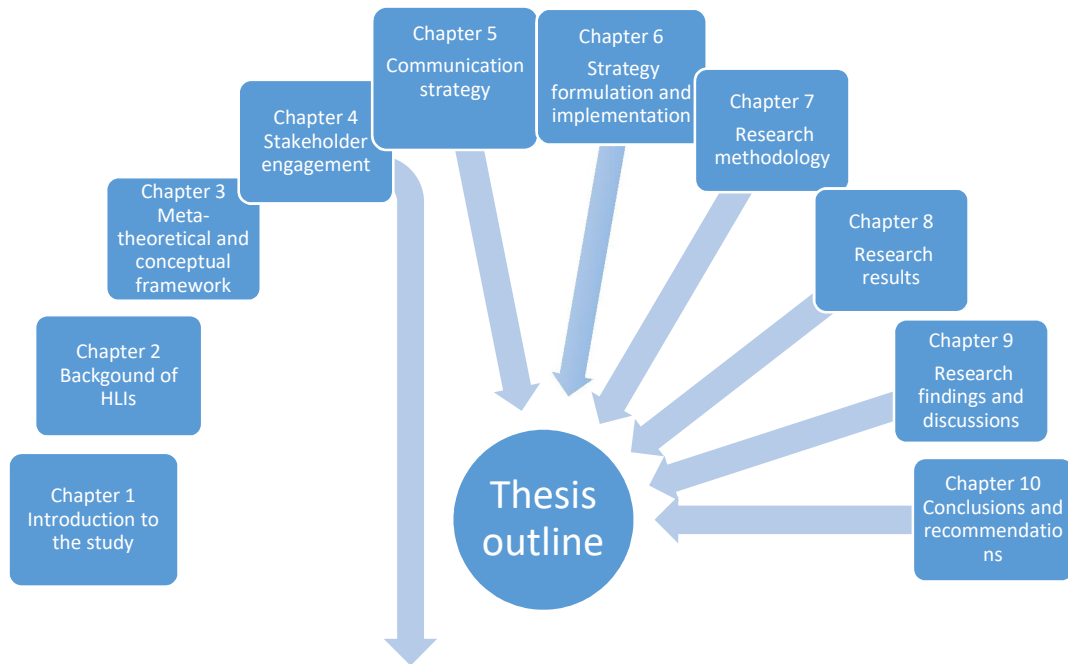 Chapter 1
Introduction to
the study
Chapter 2
Backgound of
HLIs
Chapter 3
Meta-
theoretical and
conceptual
framework
Chapter 4
Stakeholder
engagement
Chapter 5
Communication
strategy
Chapter 6
Strategy
formulation and
implementation
Chapter 7
Research
methodology
Chapter 8
Research
results
Chapter 9
Research
findings and
discussions
Chapter 10
Conclusions and
recommendatio
ns
Thesis
outline